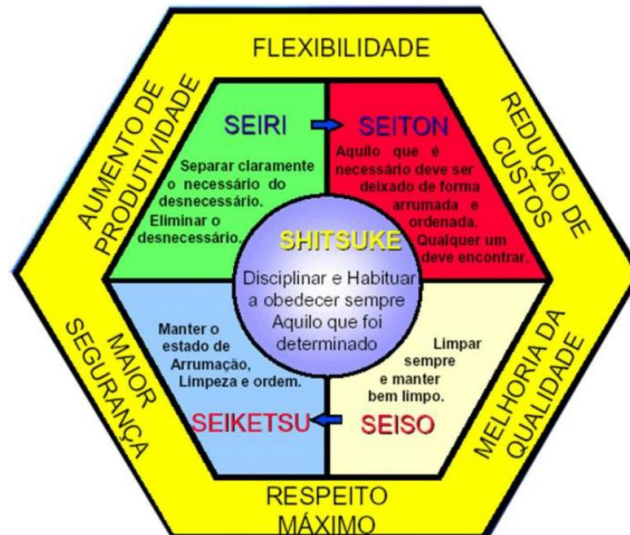 FLEXIBILIDADE
AUMENTO DE
PRODUTIVIDADE
REDUÇÃO DE
CUSTOS
SEIRI
Separar claramente
o necessário do
desnecessário.
Eliminar o
desnecessário.
SEITON
Aquilo que é
necessário deve ser
deixado de forma
arrumada e
ordenada.
Qualquer um
deve encontrar.
SHITSUKE
Disciplinar e Habituar
a obedecer sempre
Aquilo que foi
determinado
Manter o
estado de
Arrumação,
Limpeza e ordem.
SEIKETSU
Limpar
sempre
e manter
bem limpo.
SEISO
MAIOR
SEGURANÇA
MELHORIA DA
QUALIDADE
RESPEITO
MÁXIMO